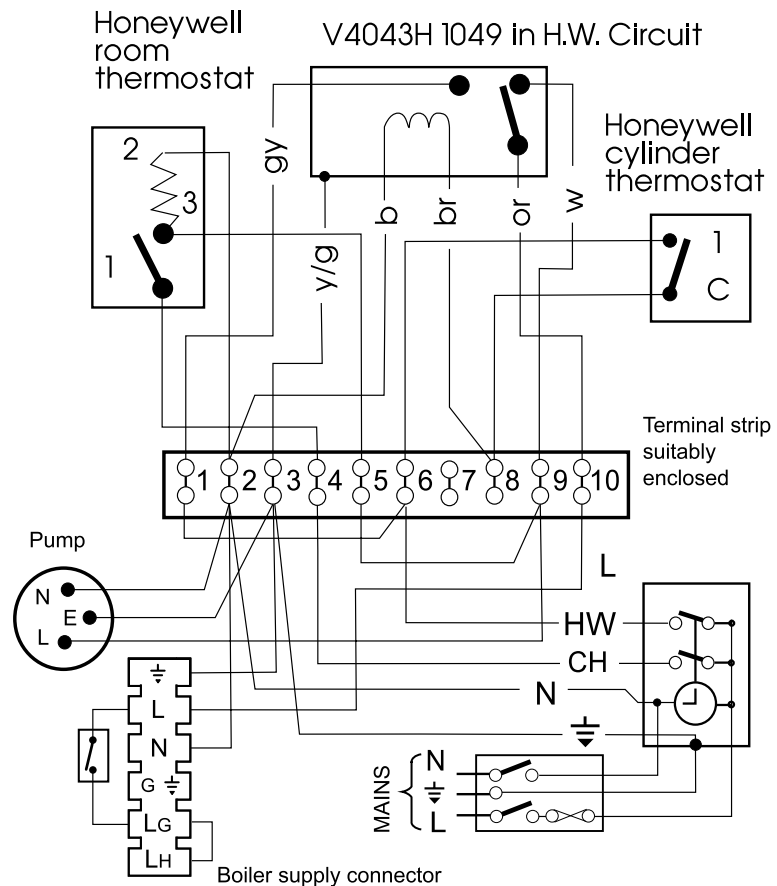 Honeywell
room
thermostat
V4043H 1049 in H.W. Circuit
Honeywell
cylinder
thermostat
2
3
1
gy
b
br
or
w
y/g
1
C
Terminal strip
suitably
enclosed
1 2 3 4 5 6 7 8 9 10
Pump
N
E
L
L
HW
CH
N
L
N
G
LG
LH
MAINS
N
L
Boiler supply connector